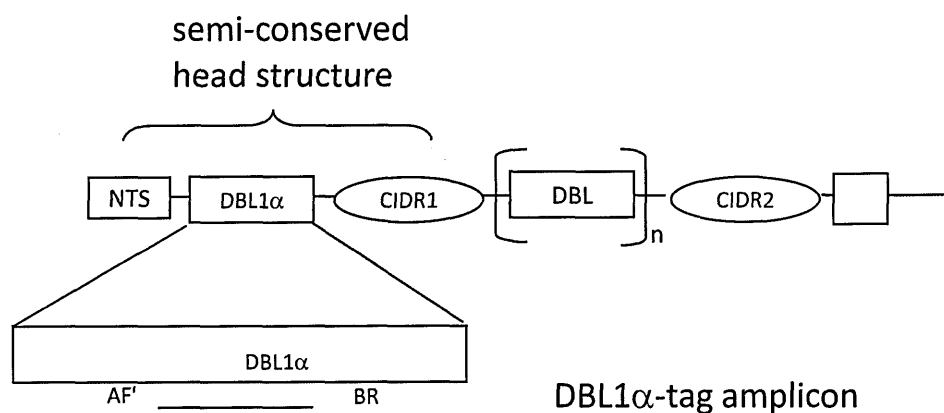 semi-conserved
head structure
NTS
DBL1α
CIDR1
DBL
n
CIDR2
DBL1α
AF'
BR
DBL1α-tag amplicon